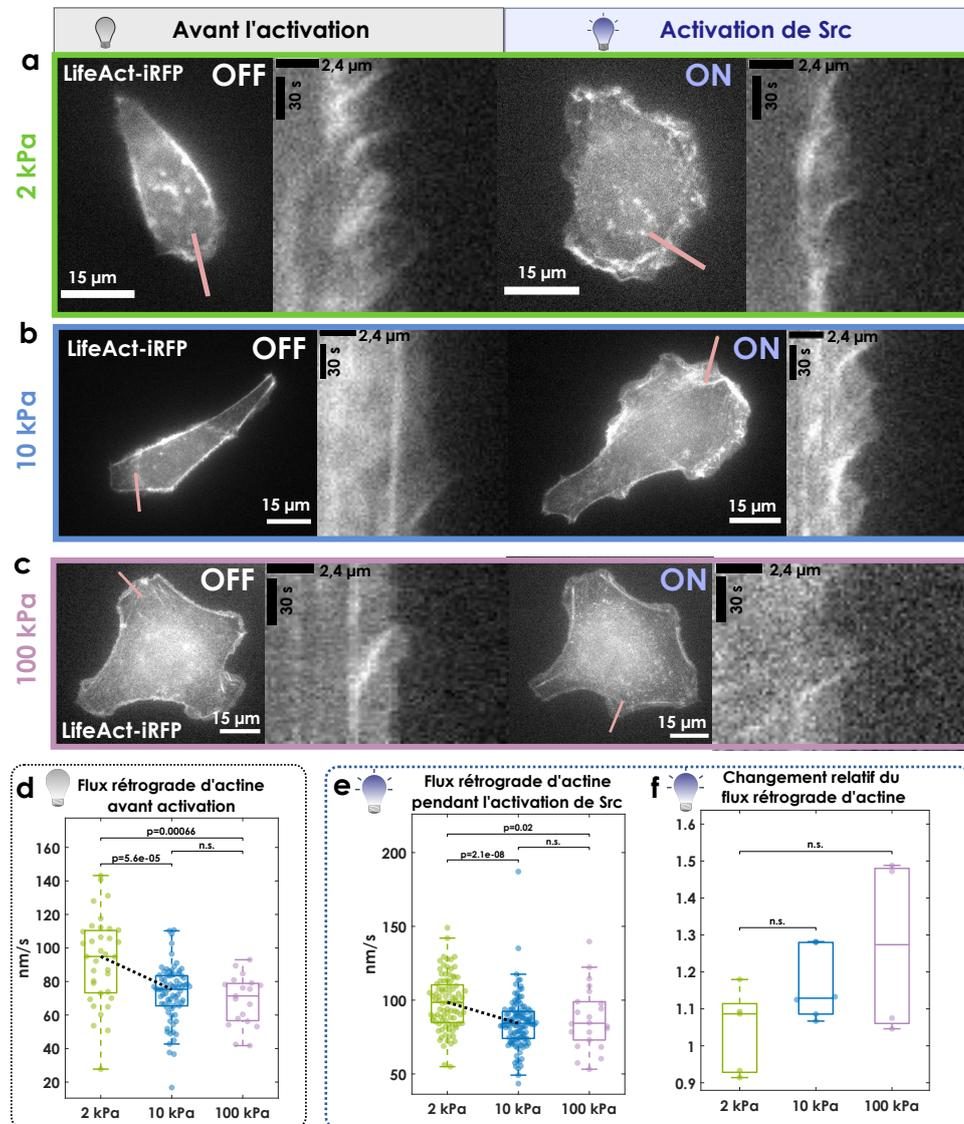 Avant l'activation
Activation de Src
a
2 kPa
LifeAct-iRFP
OFF
2,4 µm
30 s
15 µm
ON
2,4 µm
30 s
15 µm
b
10 kPa
LifeAct-iRFP
OFF
2,4 µm
30 s
15 µm
ON
2,4 µm
30 s
15 µm
c
100 kPa
OFF
2,4 µm
30 s
LifeAct-iRFP
15 µm
ON
2,4 µm
30 s
15 µm
d
Flux rétrograde d'actine
avant activation
p=0.00066
p=5.6e-05
n.s.
nm/s
160
140
120
100
80
60
40
20
2 kPa
10 kPa
100 kPa
e
Flux rétrograde d'actine
pendant l'activation de Src
p=0.02
p=2.1e-08
n.s.
nm/s
200
150
100
50
2 kPa
10 kPa
100 kPa
f
Changement relatif du
flux rétrograde d'actine
n.s.
n.s.
1.6
1.5
1.4
1.3
1.2
1.1
1
0.9
2 kPa
10 kPa
100 kPa